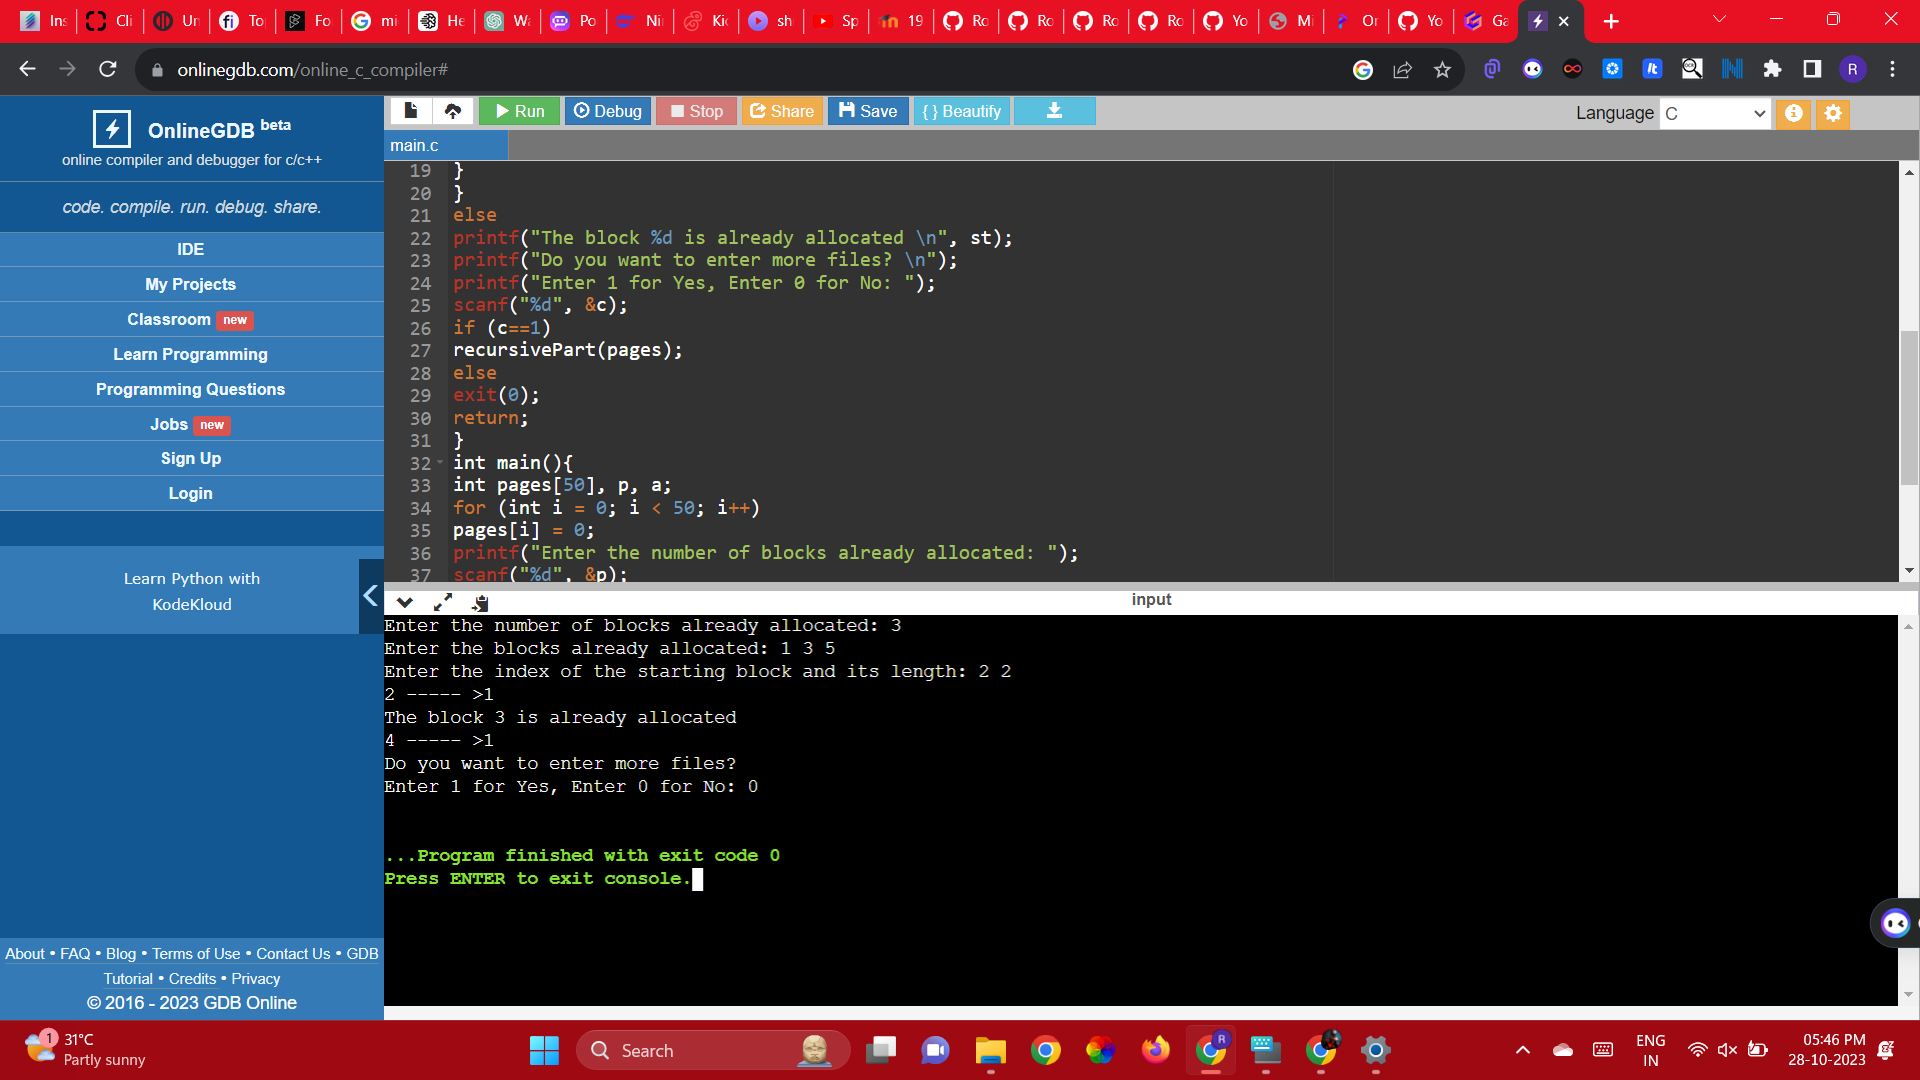 Ins Cli Un To Fo mi He Wa Po Ni Kic sh Sp 19 Ro Ro Ro Ro Yo Mi Or Yo Ga
onlinegdb.com/online_c_compiler#
R
OnlineGDB beta
online compiler and debugger for c/c++
code. compile. run. debug. share.
IDE
My Projects
Classroom new
Learn Programming
Programming Questions
Jobs new
Sign Up
Login
Learn Python with
KodeKloud
About • FAQ • Blog • Terms of Use • Contact Us • GDB
Tutorial • Credits • Privacy
© 2016 - 2023 GDB Online
Run Debug Stop Share Save { } Beautify
Language C
main.c
19 }
20 }
21 else
22 printf("The block %d is already allocated \n", st);
23 printf("Do you want to enter more files? \n");
24 printf("Enter 1 for Yes, Enter 0 for No: ");
25 scanf("%d", &c);
26 if (c==1)
27 recursivePart(pages);
28 else
29 exit(0);
30 return;
31 }
32 int main(){
33 int pages[50], p, a;
34 for (int i = 0; i < 50; i++)
35 pages[i] = 0;
36 printf("Enter the number of blocks already allocated: ");
37 scanf("%d", &p);
input
Enter the number of blocks already allocated: 3
Enter the blocks already allocated: 1 3 5
Enter the index of the starting block and its length: 2 2
2 ----- >1
The block 3 is already allocated
4 ----- >1
Do you want to enter more files?
Enter 1 for Yes, Enter 0 for No: 0
...Program finished with exit code 0
Press ENTER to exit console.
1
31°C
Partly sunny
Search
ENG
IN
05:46 PM
28-10-2023